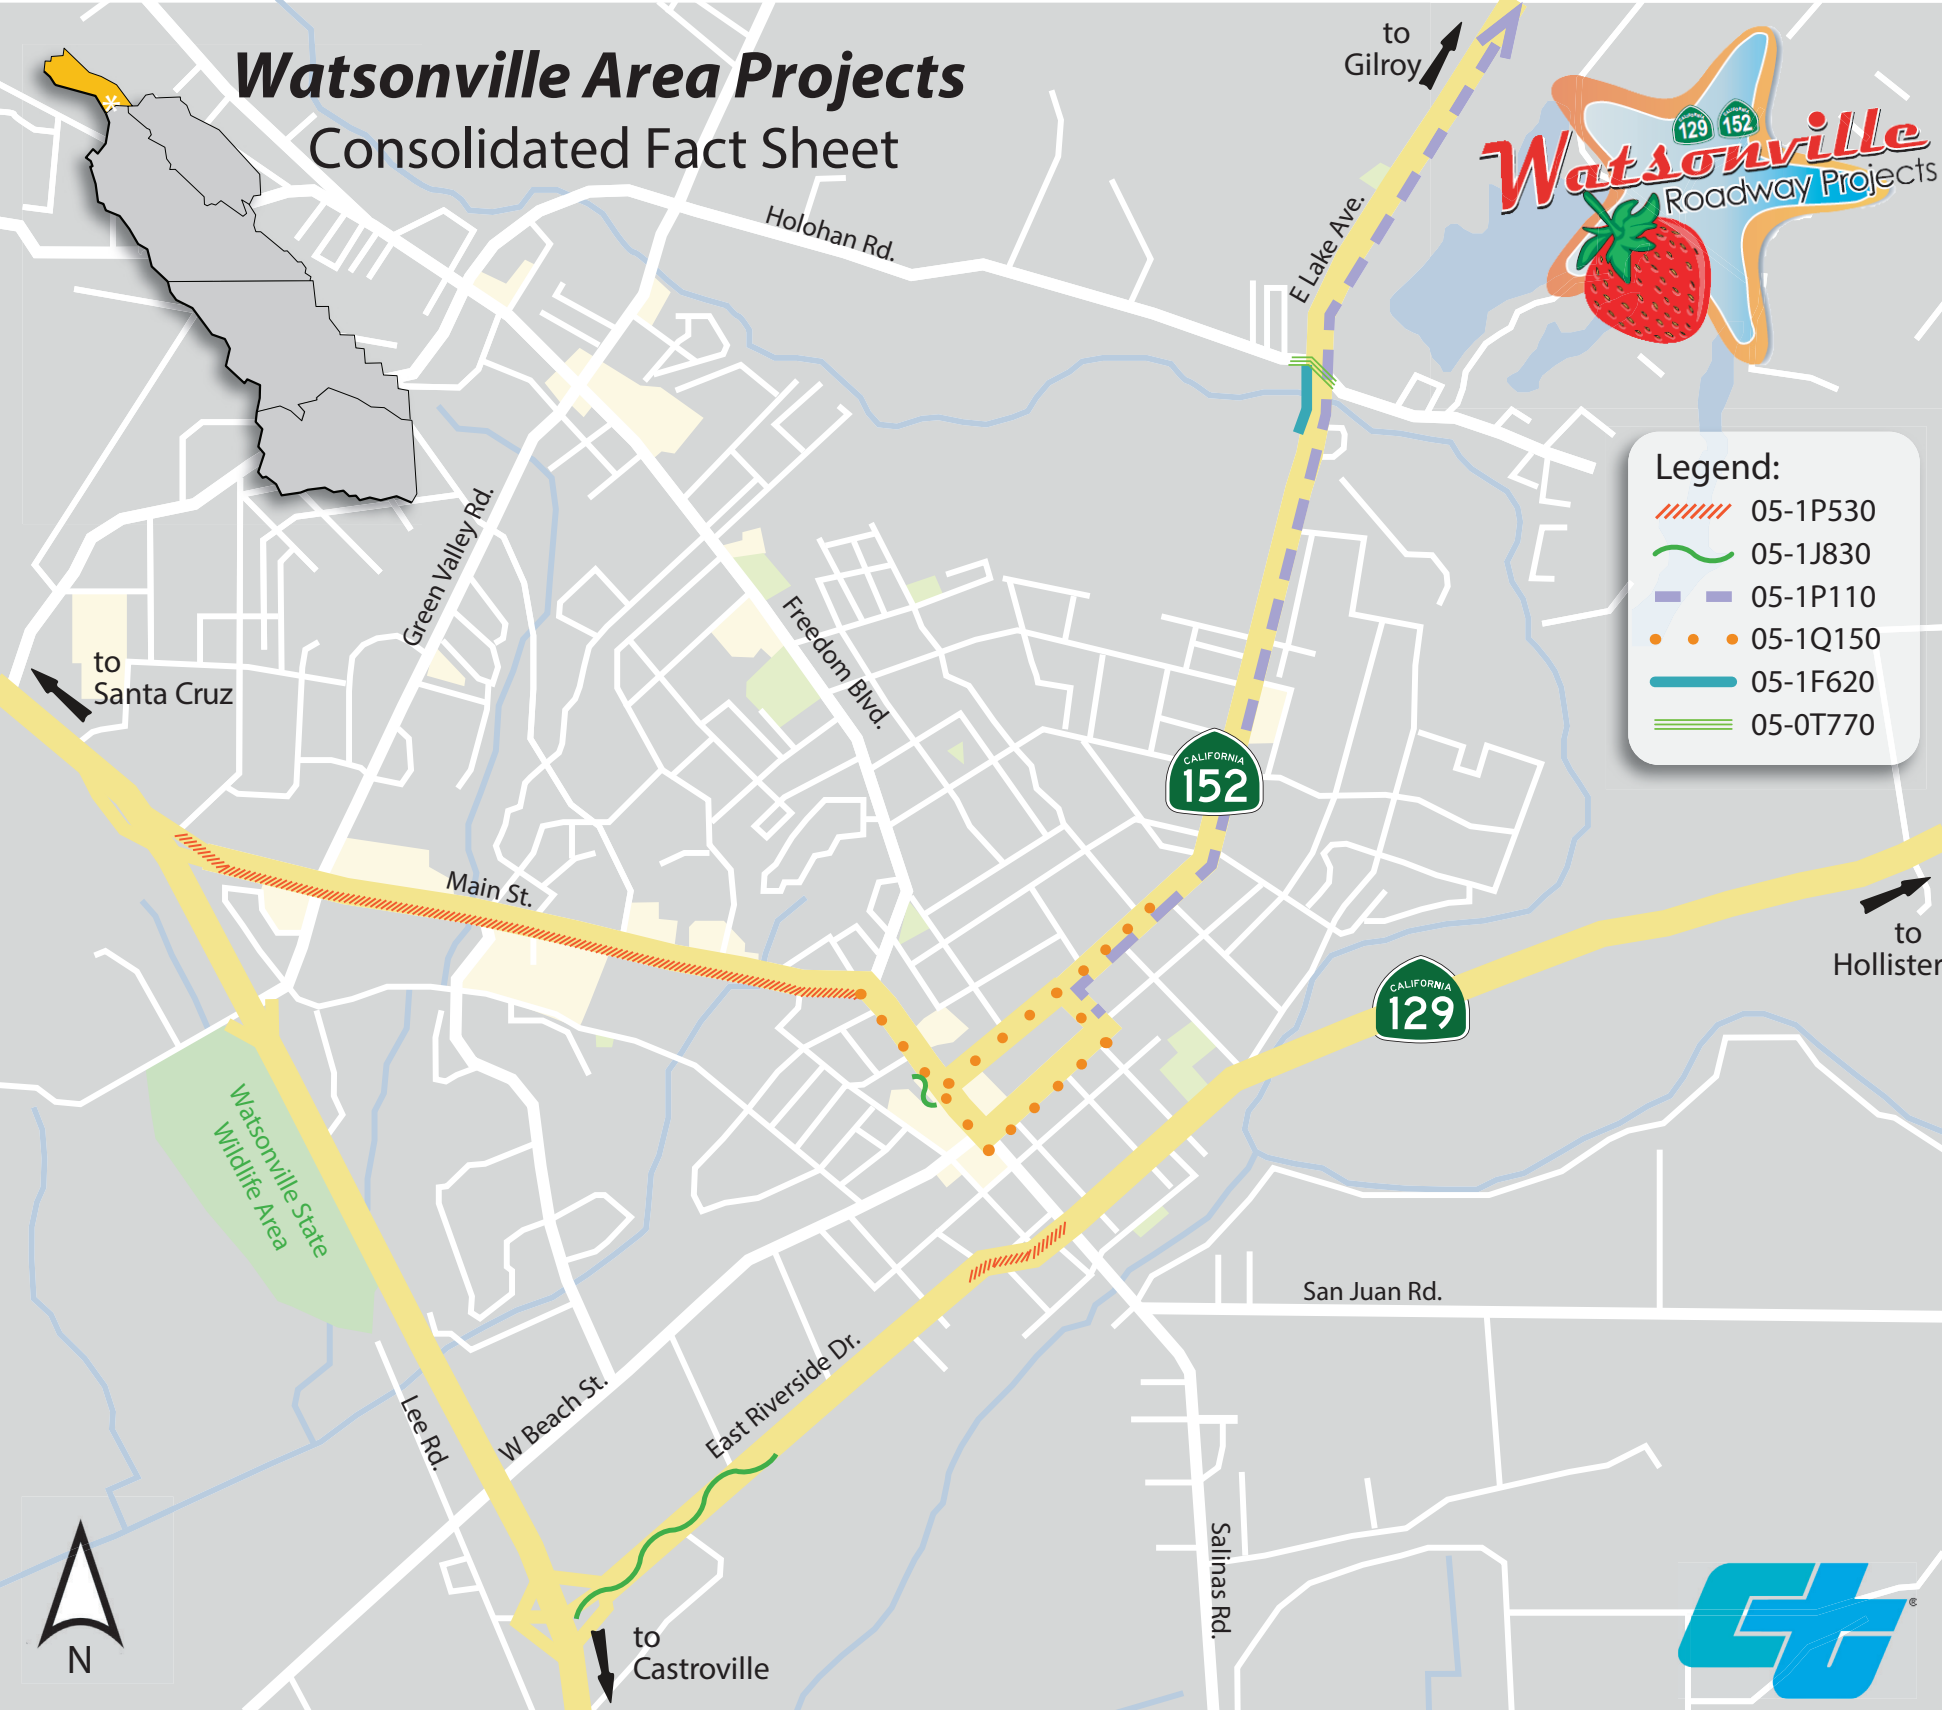 Watsonville Area Projects
Consolidated Fact Sheet
to
Gilroy
CALIFORNIA
129
CALIFORNIA
152
Watsonville
Roadway Projects
Holohan Rd.
E Lake Ave.
Legend:
05-1P530
05-1J830
05-1P110
05-1Q150
05-1F620
05-0T770
Green Valley Rd.
Freedom Blvd.
to
Santa Cruz
CALIFORNIA
152
Main St.
to
Hollister
CALIFORNIA
129
Watsonville State
Wildlife Area
San Juan Rd.
Lee Rd.
W Beach St.
East Riverside Dr.
Salinas Rd.
N
to
Castroville
Ct
®